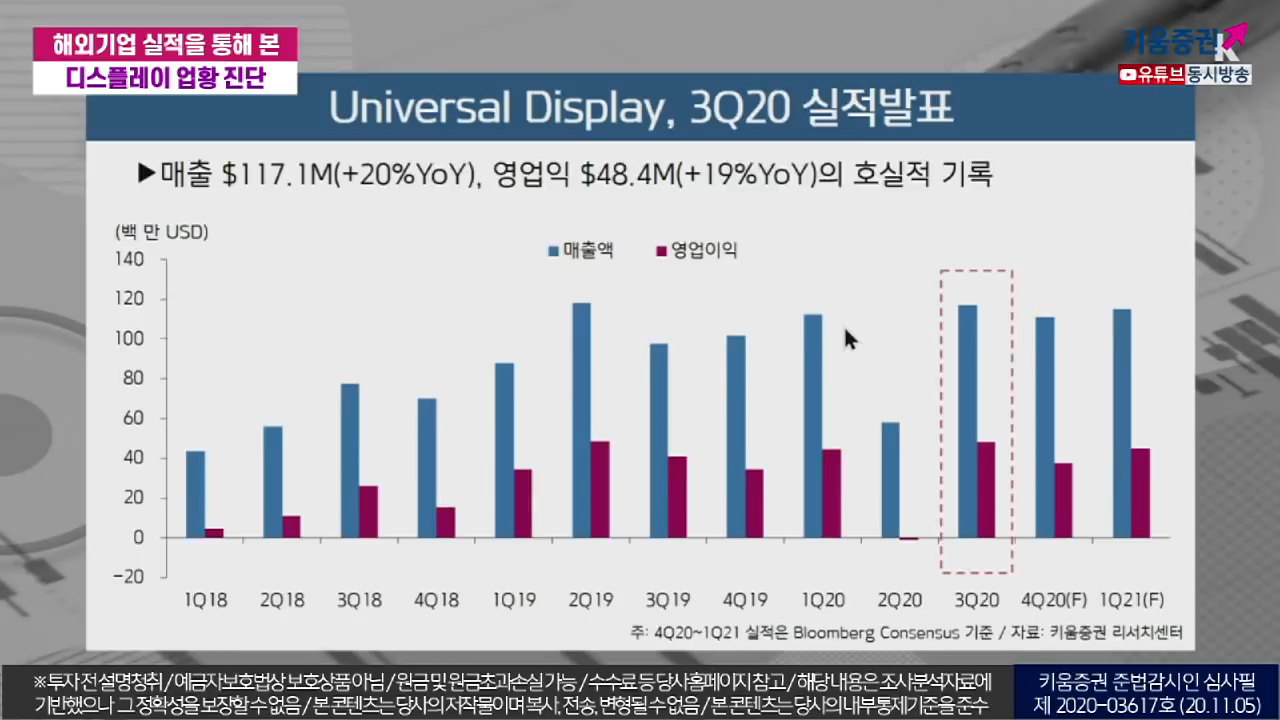 해외기업 실적을 통해 본
디스플레이 업황 진단
키움증권K
유튜브동시방송
Universal Display, 3Q20 실적발표
▶매출 $117.1M(+20%YoY), 영업익 $48.4M(+19%YoY)의 호실적 기록
(백 만 USD)
매출액 영업이익
140
120
100
80
60
40
20
0
-20
1Q18 2Q18 3Q18 4Q18 1Q19 2Q19 3Q19 4Q19 1Q20 2Q20 3Q20 4Q20(F) 1Q21(F)
주: 4Q20~1Q21 실적은 Bloomberg Consensus 기준 / 자료: 키움증권 리서치센터
※ 투자 전 설명청취 / 예금자보호법상 보호상품 아님 / 원금 및 원금초과손실 가능 / 수수료 등 당사홈페이지 참고 / 해당 내용은 조사분석자료에
기반했으나 그 정확성을 보장할 수 없음 / 본 콘텐츠는 당사의 저작물이며 복사, 전송, 변형될 수 없음 / 본 콘텐츠는 당사의 내부통제기준을 준수
키움증권 준법감시인 심사필
제 2020-03617호 (20.11.05)